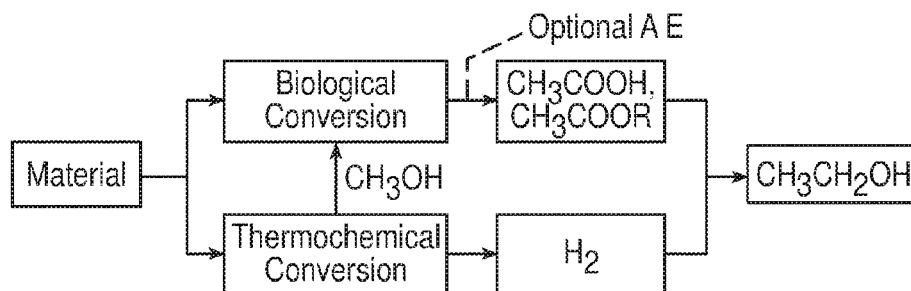 Optional A E
Biological
Conversion
CH3COOH,
CH3COOR
Material
CH3OH
CH3CH2OH
Thermochemical
Conversion
H2